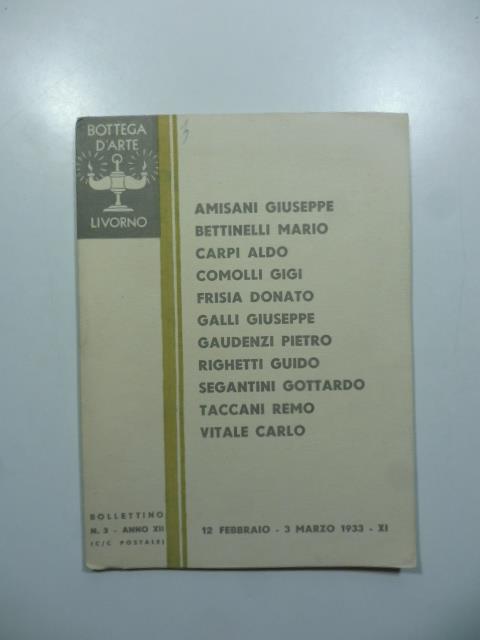 BOTTEGA
D'ARTE
LIVORNO
3
AMISANI GIUSEPPE
BETTINELLI MARIO
CARPI ALDO
COMOLLI GIGI
FRISIA DONATO
GALLI GIUSEPPE
GAUDENZI PIETRO
RIGHETTI GUIDO
SEGANTINI GOTTARDO
TACCANI REMO
VITALE CARLO
BOLLETTINO
N. 3 - ANNO XII
(C/C POSTALE)
12 FEBBRAIO - 3 MARZO 1933 - XI